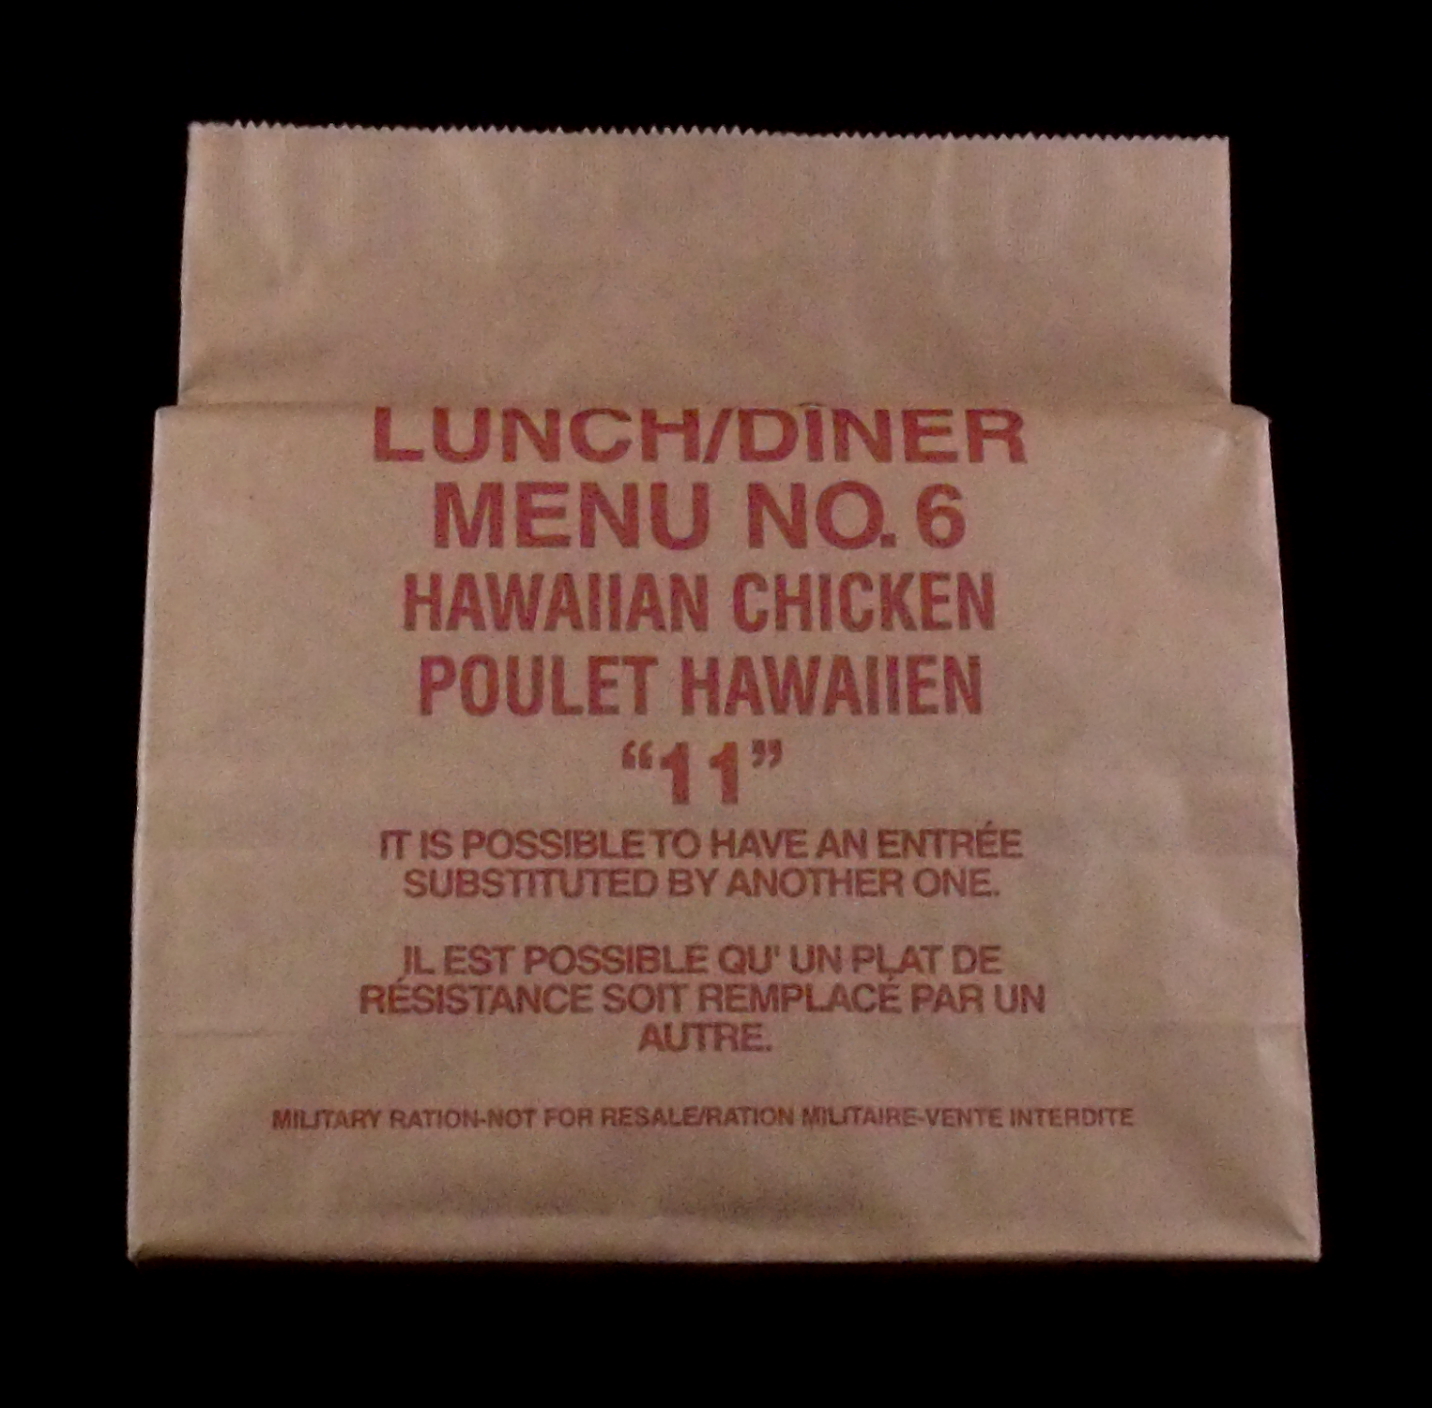 LUNCH/DÎNER
MENU NO. 6
HAWAIIAN CHICKEN
POULET HAWAIIEN
“11”
IT IS POSSIBLE TO HAVE AN ENTRÉE
SUBSTITUTED BY ANOTHER ONE.
IL EST POSSIBLE QU' UN PLAT DE
RÉSISTANCE SOIT REMPLACÉ PAR UN
AUTRE.
MILITARY RATION-NOT FOR RESALE/RATION MILITAIRE-VENTE INTERDITE